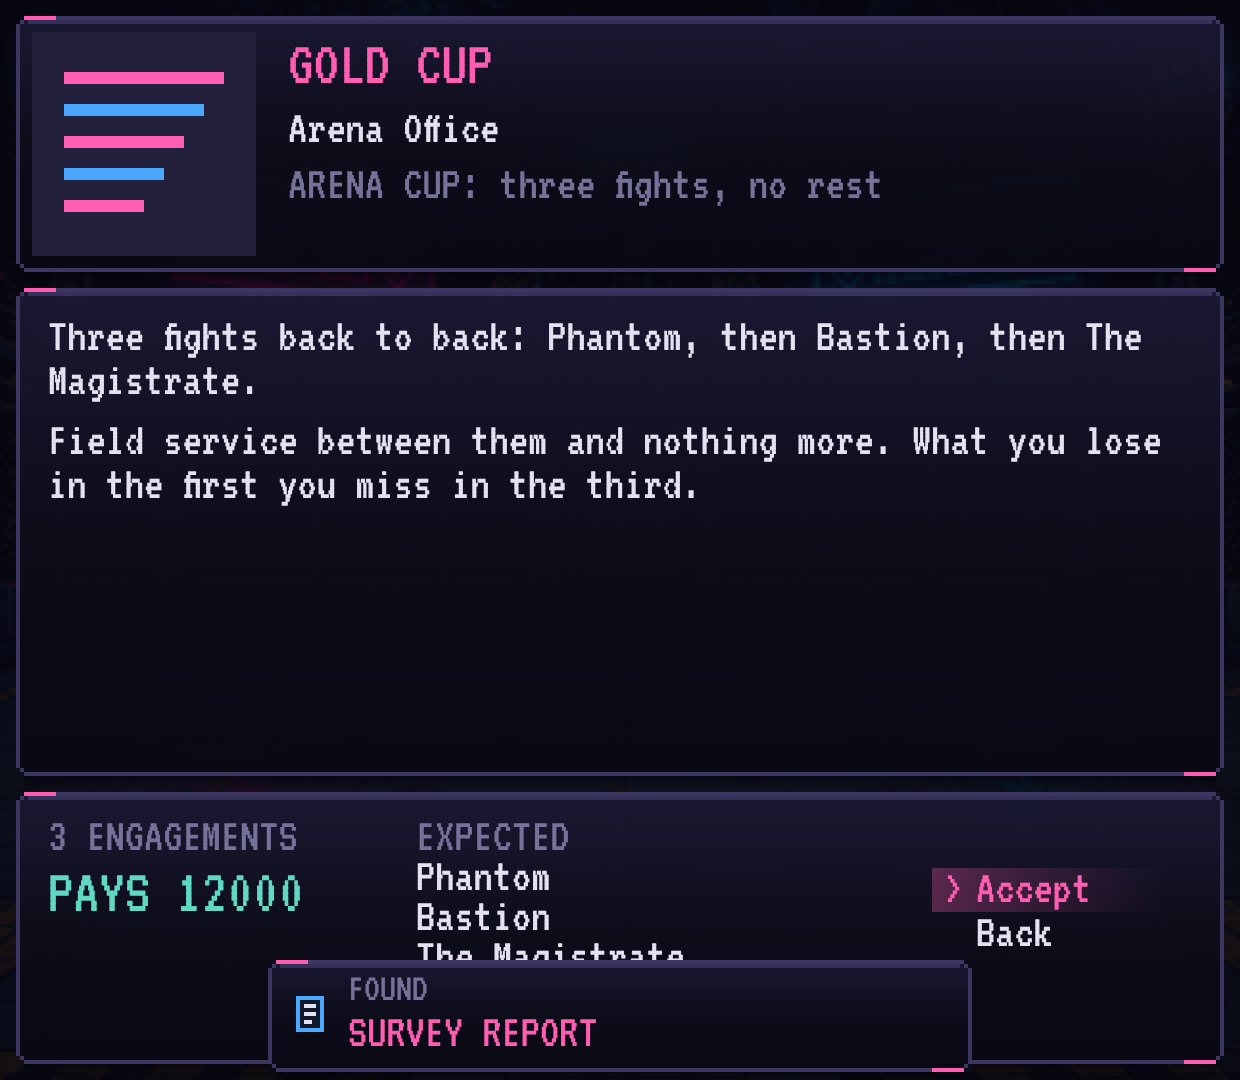 GOLD CUP
Arena Office
ARENA CUP: three fights, no rest
Three fights back to back: Phantom, then Bastion, then The
Magistrate.
Field service between them and nothing more. What you lose
in the first you miss in the third.
3 ENGAGEMENTS
PAYS 12000
EXPECTED
Phantom
Bastion
The Magistrate
> Accept
Back
FOUND
SURVEY REPORT